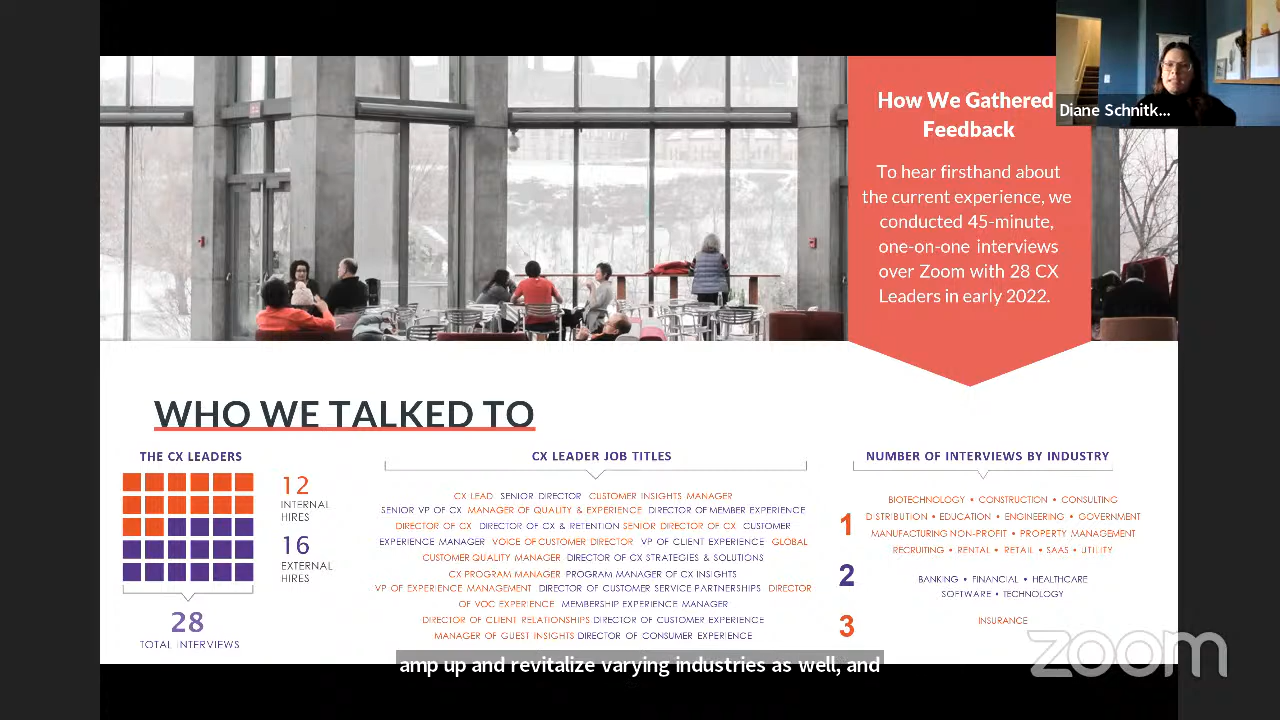 How We Gathered
Feedback
To hear firsthand about
the current experience, we
conducted 45-minute,
one-on-one interviews
over Zoom with 28 CX
Leaders in early 2022.
Diane Schnitk...
WHO WE TALKED TO
THE CX LEADERS
12
INTERNAL
HIRES
16
EXTERNAL
HIRES
28
TOTAL INTERVIEWS
CX LEADER JOB TITLES
CX LEAD SENIOR DIRECTOR CUSTOMER INSIGHTS MANAGER
SENIOR VP OF CX MANAGER OF QUALITY & EXPERIENCE DIRECTOR OF MEMBER EXPERIENCE
DIRECTOR OF CX DIRECTOR OF CX & RETENTION SENIOR DIRECTOR OF CX CUSTOMER
EXPERIENCE MANAGER VOICE OF CUSTOMER DIRECTOR VP OF CLIENT EXPERIENCE GLOBAL
CUSTOMER QUALITY MANAGER DIRECTOR OF CX STRATEGIES & SOLUTIONS
CX PROGRAM MANAGER PROGRAM MANAGER OF CX INSIGHTS
VP OF EXPERIENCE MANAGEMENT DIRECTOR OF CUSTOMER SERVICE PARTNERSHIPS DIRECTOR
OF VOC EXPERIENCE MEMBERSHIP EXPERIENCE MANAGER
DIRECTOR OF CLIENT RELATIONSHIPS DIRECTOR OF CUSTOMER EXPERIENCE
MANAGER OF GUEST INSIGHTS DIRECTOR OF CONSUMER EXPERIENCE
NUMBER OF INTERVIEWS BY INDUSTRY
1
BIOTECHNOLOGY • CONSTRUCTION • CONSULTING
D STRIBUTION • EDUCATION • ENGINEERING • GOVERNMENT
MANUFACTURING NON-PROFIT • PROPERTY MANAGEMENT
RECRUITING • RENTAL • RETAIL • SAAS • UTILITY
2
BANKING • FINANCIAL • HEALTHCARE
SOFTWARE • TECHNOLOGY
3
INSURANCE
zoom
amp up and revitalize varying industries as well, and